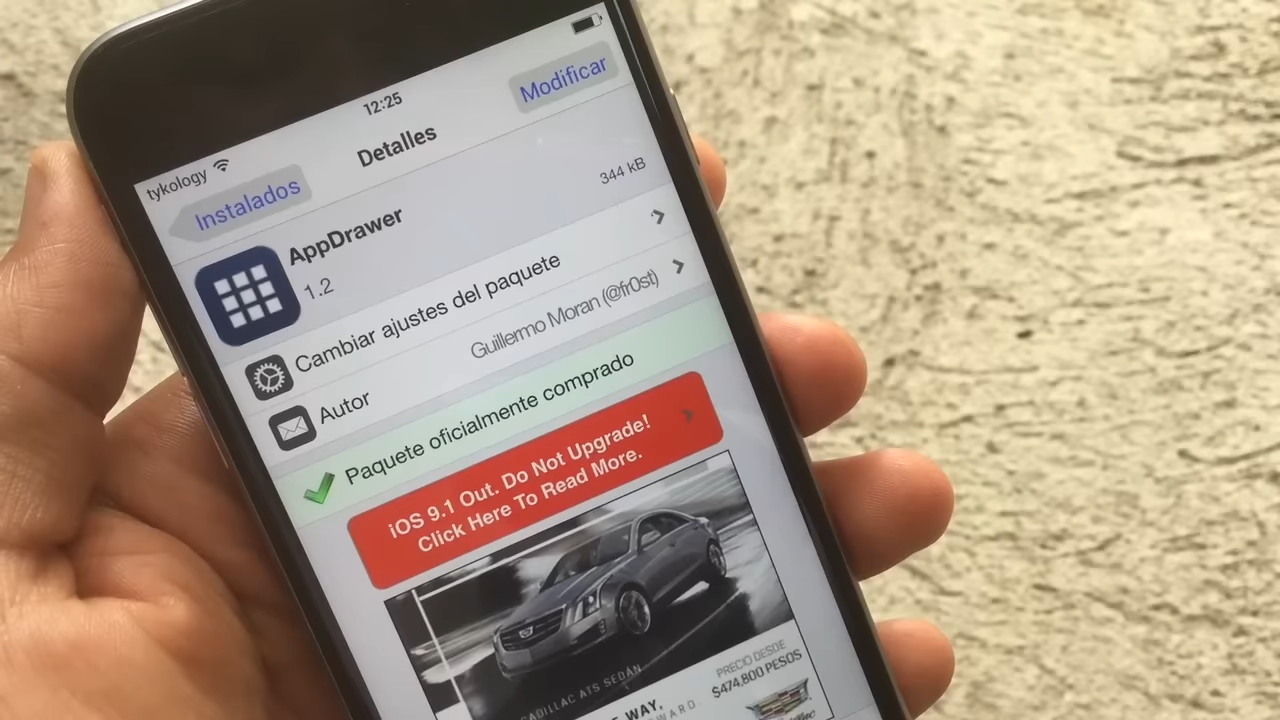 12:25
tykology
Detalles
Modificar
Instalados
AppDrawer
344 kB
1.2
Cambiar ajustes del paquete
Autor
Guillermo Moran (@fr0st)
Paquete oficialmente comprado
iOS 9.1 Out. Do Not Upgrade!
Click Here To Read More.
CADILLAC ATS SEDÁN
PRECIO DESDE
$474,800 PESOS
WAY,
Cadillac